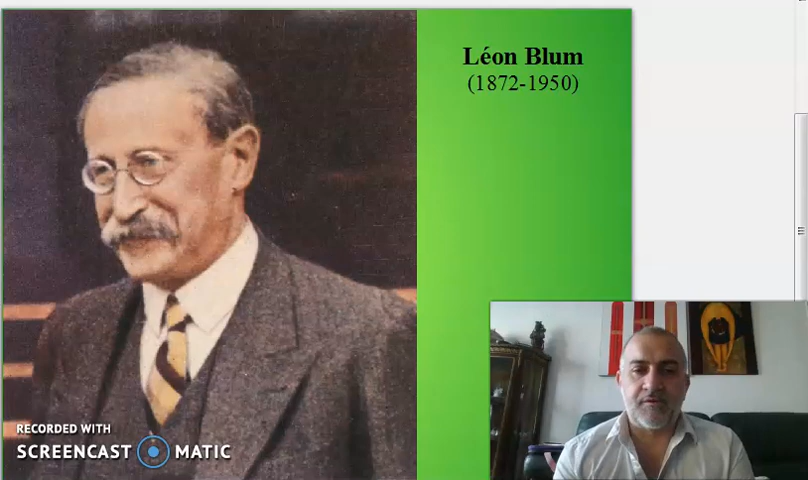 Léon Blum
(1872-1950)
RECORDED WITH
SCREENCAST MATIC